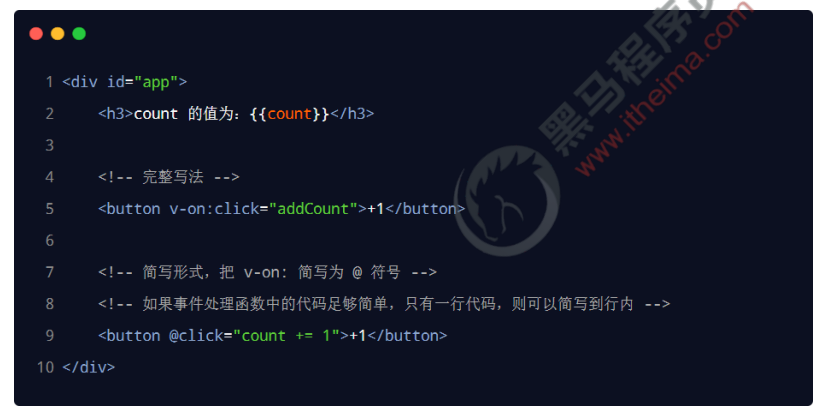 1 <div id="app">
2 <h3>count 的值为：{{count}}</h3>
3
4 <!-- 完整写法 -->
5 <button v-on:click="addCount">+1</button>
6
7 <!-- 简写形式，把 v-on: 简写为 @ 符号 -->
8 <!-- 如果事件处理函数中的代码足够简单，只有一行代码，则可以简写到行内 -->
9 <button @click="count += 1">+1</button>
10 </div>
黑马程序
www.itheima.com